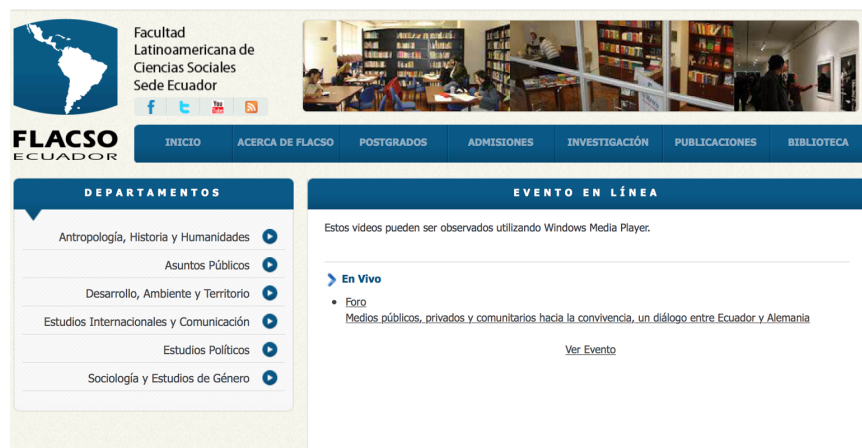 Facultad
Latinoamericana de
Ciencias Sociales
Sede Ecuador
You
Tube
FLACSO
ECUADOR
INICIO
ACERCA DE FLACSO
POSTGRADOS
ADMISIONES
INVESTIGACIÓN
PUBLICACIONES
BIBLIOTECA
DEPARTAMENTOS
Antropología, Historia y Humanidades
Asuntos Públicos
Desarrollo, Ambiente y Territorio
Estudios Internacionales y Comunicación
Estudios Políticos
Sociología y Estudios de Género
EVENTO EN LÍNEA
Estos videos pueden ser observados utilizando Windows Media Player.
En Vivo
Foro
Medios públicos, privados y comunitarios hacia la convivencia, un diálogo entre Ecuador y Alemania
Ver Evento